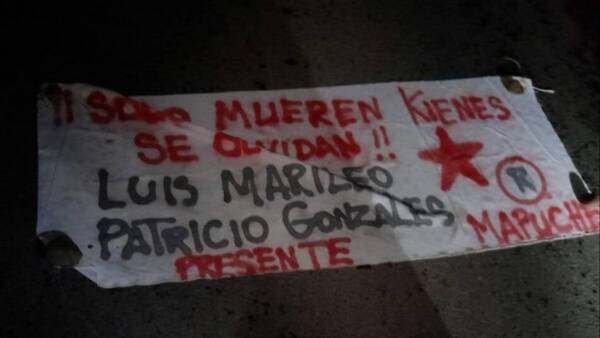 ¡¡ SOLO MUEREN KIENES
SE OLVIDAN !!
LUIS MARILEO
PATRICIO GONZALES
PRESENTE
R
MAPUCHE